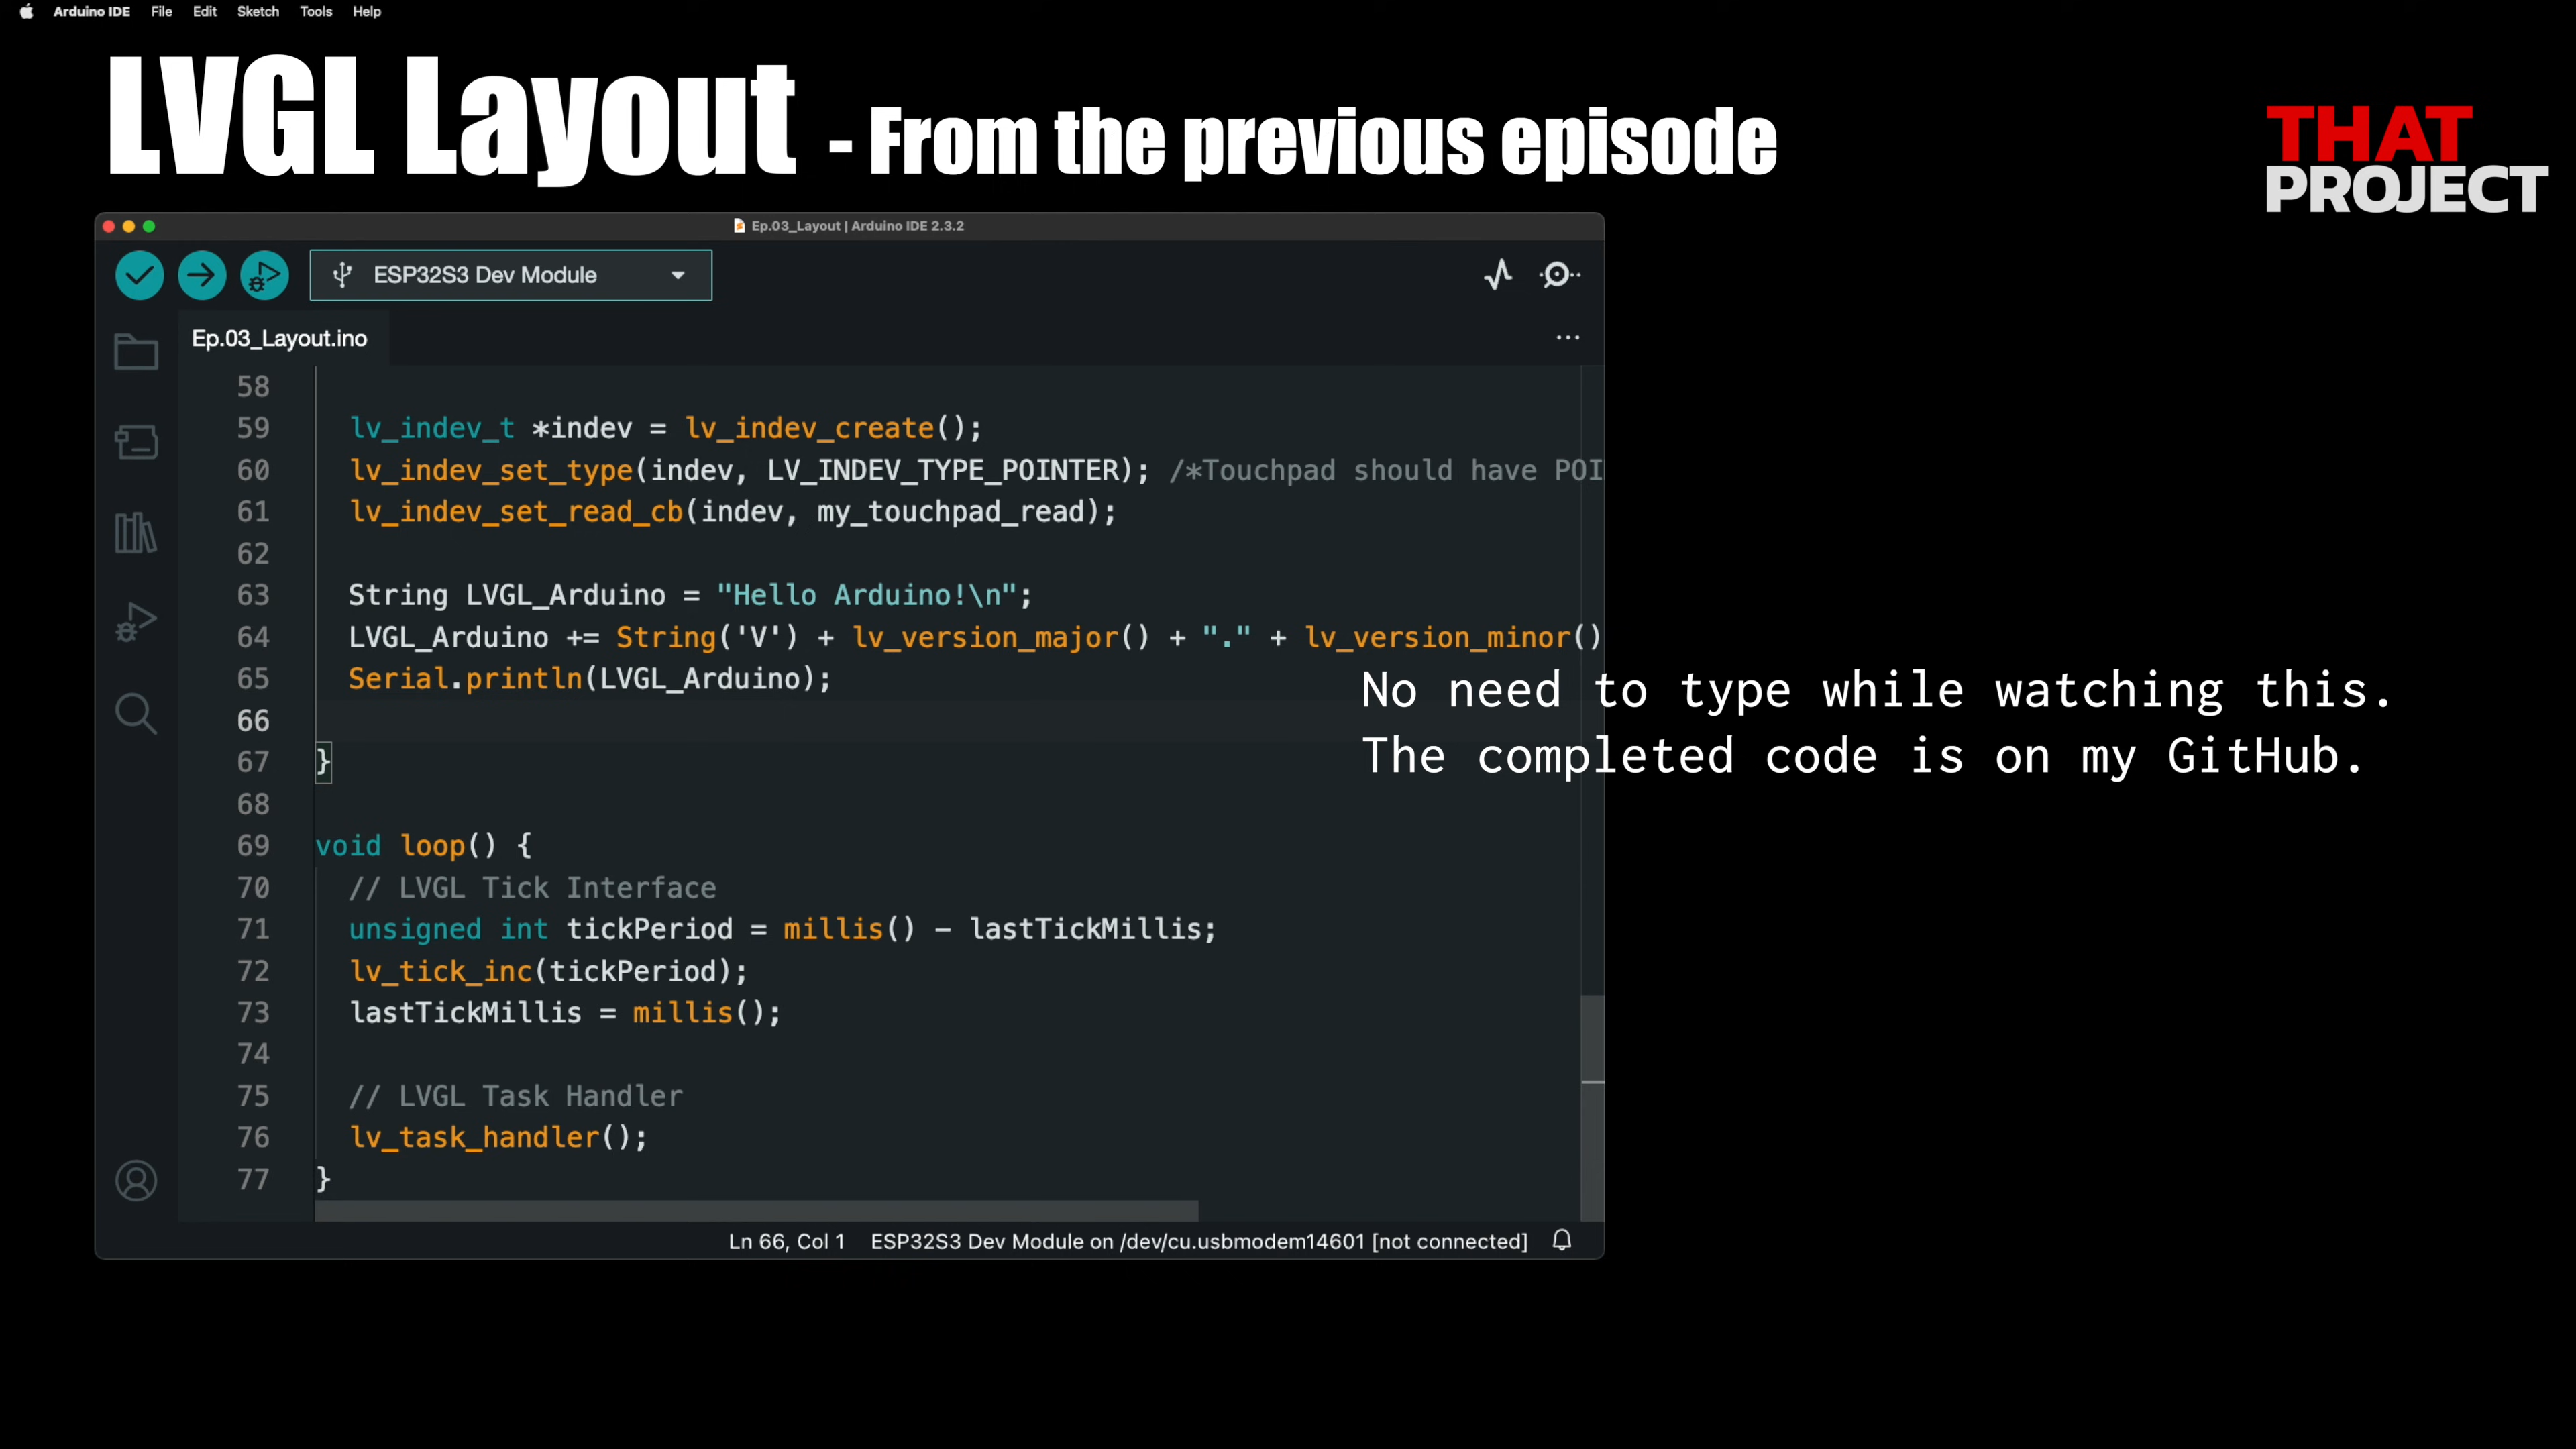 Arduino IDE File Edit Sketch Tools Help
LVGL Layout - From the previous episode
THAT
PROJECT
Ep.03_Layout | Arduino IDE 2.3.2
ESP32S3 Dev Module
Ep.03_Layout.ino
...
58
59 lv_indev_t *indev = lv_indev_create();
60 lv_indev_set_type(indev, LV_INDEV_TYPE_POINTER); /*Touchpad should have POI
61 lv_indev_set_read_cb(indev, my_touchpad_read);
62
63 String LVGL_Arduino = "Hello Arduino!\n";
64 LVGL_Arduino += String('V') + lv_version_major() + "." + lv_version_minor()
65 Serial.println(LVGL_Arduino);
66
67 }
68
69 void loop() {
70 // LVGL Tick Interface
71 unsigned int tickPeriod = millis() - lastTickMillis;
72 lv_tick_inc(tickPeriod);
73 lastTickMillis = millis();
74
75 // LVGL Task Handler
76 lv_task_handler();
77 }
No need to type while watching this.
The completed code is on my GitHub.
Ln 66, Col 1 ESP32S3 Dev Module on /dev/cu.usbmodem14601 [not connected]